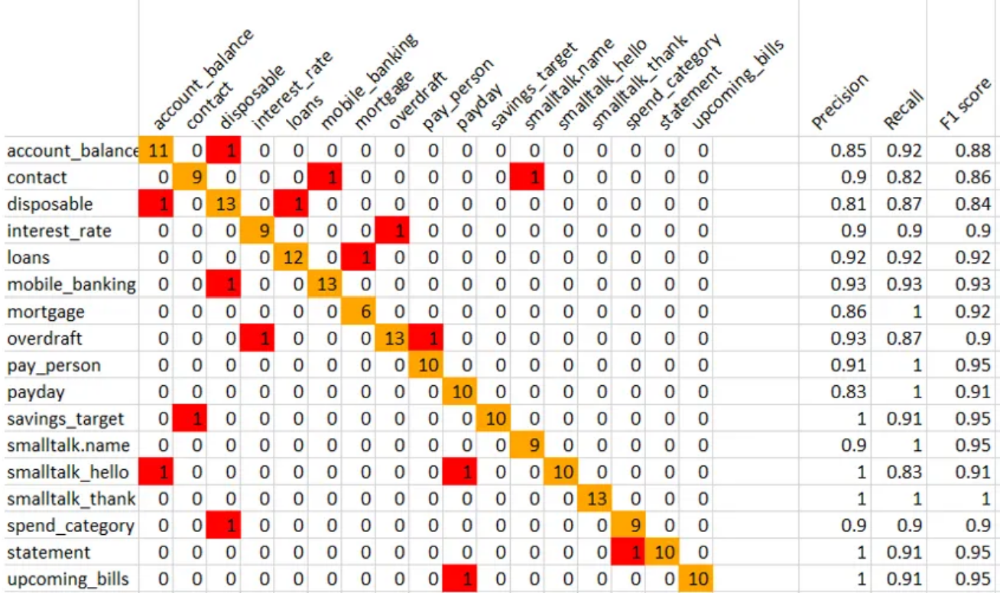 account_balance contact disposable interest_rate loans mobile_banking mortgage overdraft pay_person payday savings_target smalltalk.name smalltalk_hello smalltalk_thank spend_category statement upcoming_bills Precision Recall F1 score
account_balance 11 0 1 0 0 0 0 0 0 0 0 0 0 0 0 0 0 0.85 0.92 0.88
contact 0 9 0 0 0 1 0 0 0 0 0 1 0 0 0 0 0 0.9 0.82 0.86
disposable 1 0 13 0 1 0 0 0 0 0 0 0 0 0 0 0 0 0.81 0.87 0.84
interest_rate 0 0 0 9 0 0 0 1 0 0 0 0 0 0 0 0 0 0.9 0.9 0.9
loans 0 0 0 0 12 0 1 0 0 0 0 0 0 0 0 0 0 0.92 0.92 0.92
mobile_banking 0 0 1 0 0 13 0 0 0 0 0 0 0 0 0 0 0 0.93 0.93 0.93
mortgage 0 0 0 0 0 0 6 0 0 0 0 0 0 0 0 0 0 0.86 1 0.92
overdraft 0 0 0 1 0 0 0 13 1 0 0 0 0 0 0 0 0 0.93 0.87 0.9
pay_person 0 0 0 0 0 0 0 0 10 0 0 0 0 0 0 0 0 0.91 1 0.95
payday 0 0 0 0 0 0 0 0 0 10 0 0 0 0 0 0 0 0.83 1 0.91
savings_target 0 1 0 0 0 0 0 0 0 0 10 0 0 0 0 0 0 1 0.91 0.95
smalltalk.name 0 0 0 0 0 0 0 0 0 0 0 9 0 0 0 0 0 0.9 1 0.95
smalltalk_hello 1 0 0 0 0 0 0 0 0 1 0 0 10 0 0 0 0 1 0.83 0.91
smalltalk_thank 0 0 0 0 0 0 0 0 0 0 0 0 0 13 0 0 0 1 1 1
spend_category 0 0 1 0 0 0 0 0 0 0 0 0 0 0 9 0 0 0.9 0.9 0.9
statement 0 0 0 0 0 0 0 0 0 0 0 0 0 0 1 10 0 1 0.91 0.95
upcoming_bills 0 0 0 0 0 0 0 0 0 1 0 0 0 0 0 0 10 1 0.91 0.95